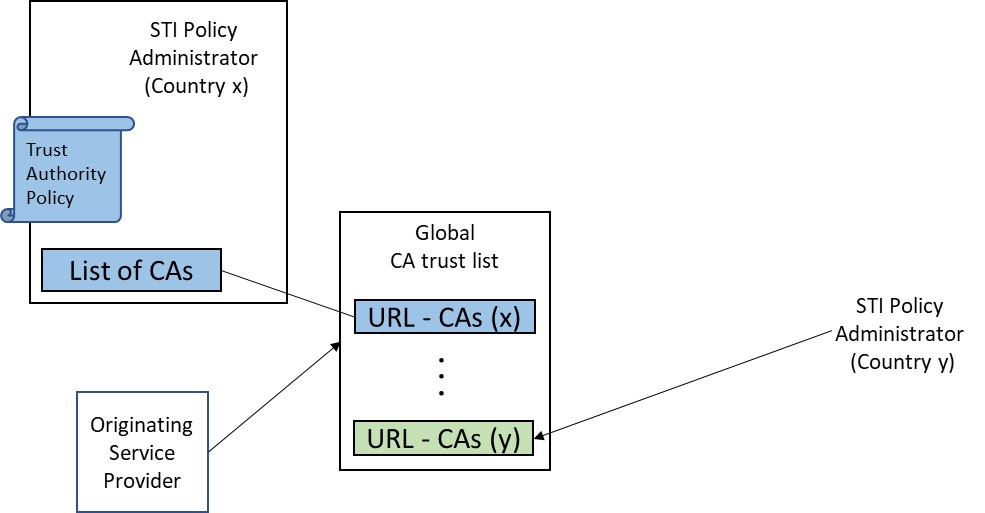 STI Policy
Administrator
(Country x)
Trust
Authority
Policy
List of CAs
Global
CA trust list
URL - CAs (x)
URL - CAs (y)
Originating
Service
Provider
STI Policy
Administrator
(Country y)